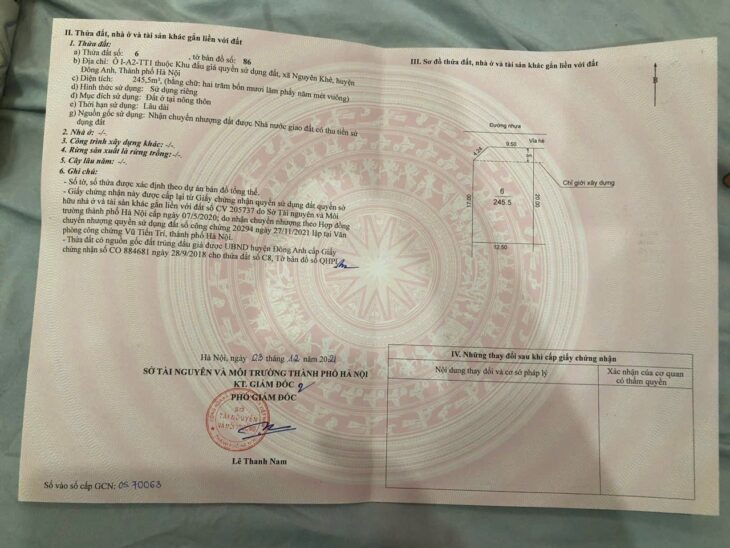 II. Thửa đất, nhà ở và tài sản khác gắn liền với đất
1. Thửa đất:
a) Thửa đất số: 6 , tờ bản đồ số: 86
b) Địa chỉ: Ô I-A2-TT1 thuộc Khu đấu giá quyền sử dụng đất, xã Nguyên Khê, huyện
Đông Anh, Thành phố Hà Nội
c) Diện tích: 245,5m², (bằng chữ: hai trăm bốn mươi lăm phẩy năm mét vuông)
d) Hình thức sử dụng: Sử dụng riêng
đ) Mục đích sử dụng: Đất ở tại nông thôn
e) Thời hạn sử dụng: Lâu dài
g) Nguồn gốc sử dụng: Nhận chuyển nhượng đất được Nhà nước giao đất có thu tiền sử
dụng đất
2. Nhà ở: -/-
3. Công trình xây dựng khác: -/-
4. Rừng sản xuất là rừng trồng: -/-
5. Cây lâu năm: -/-
6. Ghi chú:
- Số tờ, số thửa được xác định theo dự án bản đồ tổng thể.
- Giấy chứng nhận này được cấp lại từ Giấy chứng nhận quyền sử dụng đất quyền sở
hữu nhà ở và tài sản khác gắn liền với đất số CV 205737 do Sở Tài nguyên và Môi
trường thành phố Hà Nội cấp ngày 07/5/2020; do nhận chuyển nhượng theo Hợp đồng
chuyển nhượng quyền sử dụng đất số công chứng 20294 ngày 27/11/2021 lập tại Văn
phòng công chứng Vũ Tiến Trí, thành phố Hà Nội.
- Thửa đất có nguồn gốc đất trúng đấu giá được UBND huyện Đông Anh cấp Giấy
chứng nhận số CO 884681 ngày 28/9/2018 cho thửa đất số C8, Tờ bản đồ số QHPL
Hà Nội, ngày 03 tháng 12 năm 2021
SỞ TÀI NGUYÊN VÀ MÔI TRƯỜNG THÀNH PHỐ HÀ NỘI
KT. GIÁM ĐỐC
PHÓ GIÁM ĐỐC
SỞ
TÀI NGUYÊN
Lê Thanh Nam
Số vào sổ cấp GCN: CS 70063
III. Sơ đồ thửa đất, nhà ở và tài sản khác gắn liền với đất
B
Đường nhựa
Vỉa hè
9.50
4.24
Chỉ giới xây dựng
17.00
6
245.5
20.00
12.50
IV. Những thay đổi sau khi cấp giấy chứng nhận
Nội dung thay đổi và cơ sở pháp lý
Xác nhận của cơ quan
có thẩm quyền